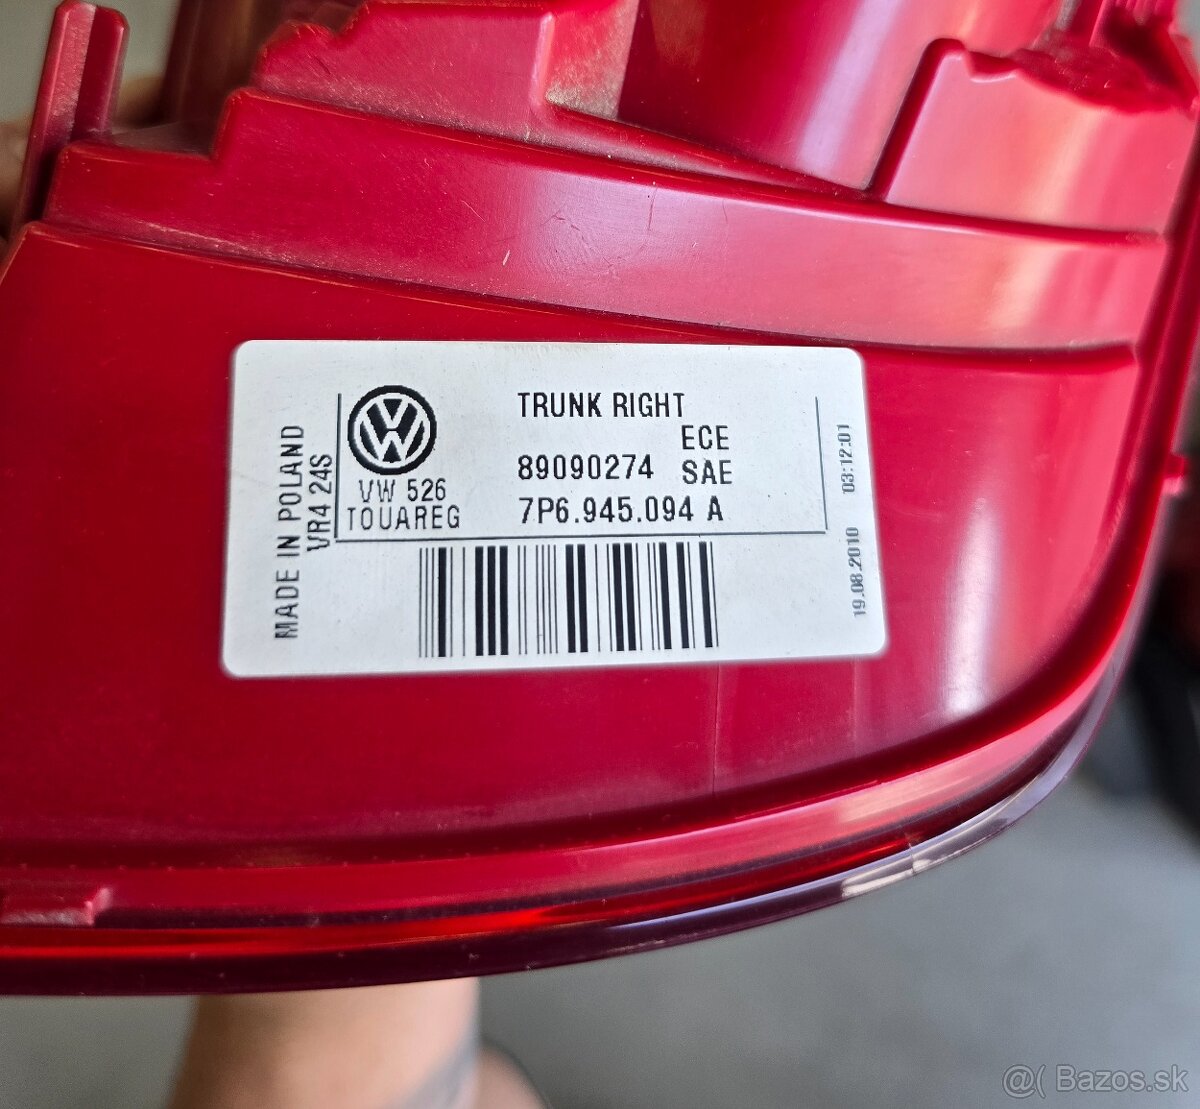 TRUNK RIGHT
ECE
89090274 SAE
7P6.945.094 A
VW 526
TOUAREG
MADE IN POLAND
VR4 24S
19.08.2010 03:12:01
@( Bazos.sk